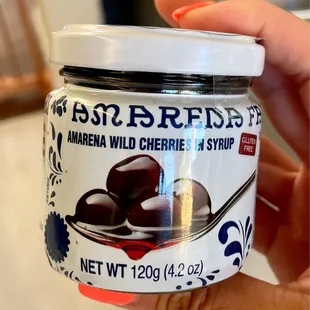 AMARENA FA
AMARENA WILD CHERRIES IN SYRUP
GLUTEN
FREE
NET WT 120g (4.2 oz)